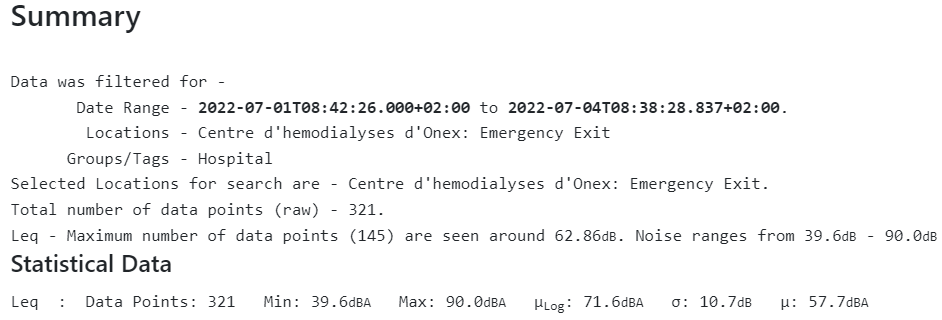 Summary
Data was filtered for -
Date Range - 2022-07-01T08:42:26.000+02:00 to 2022-07-04T08:38:28.837+02:00.
Locations - Centre d'hemodialyses d'Onex: Emergency Exit
Groups/Tags - Hospital
Selected Locations for search are - Centre d'hemodialyses d'Onex: Emergency Exit.
Total number of data points (raw) - 321.
Leq - Maximum number of data points (145) are seen around 62.86dB. Noise ranges from 39.6dB - 90.0dB
Statistical Data
Leq : Data Points: 321 Min: 39.6dBA Max: 90.0dBA μLog: 71.6dBA σ: 10.7dB μ: 57.7dBA